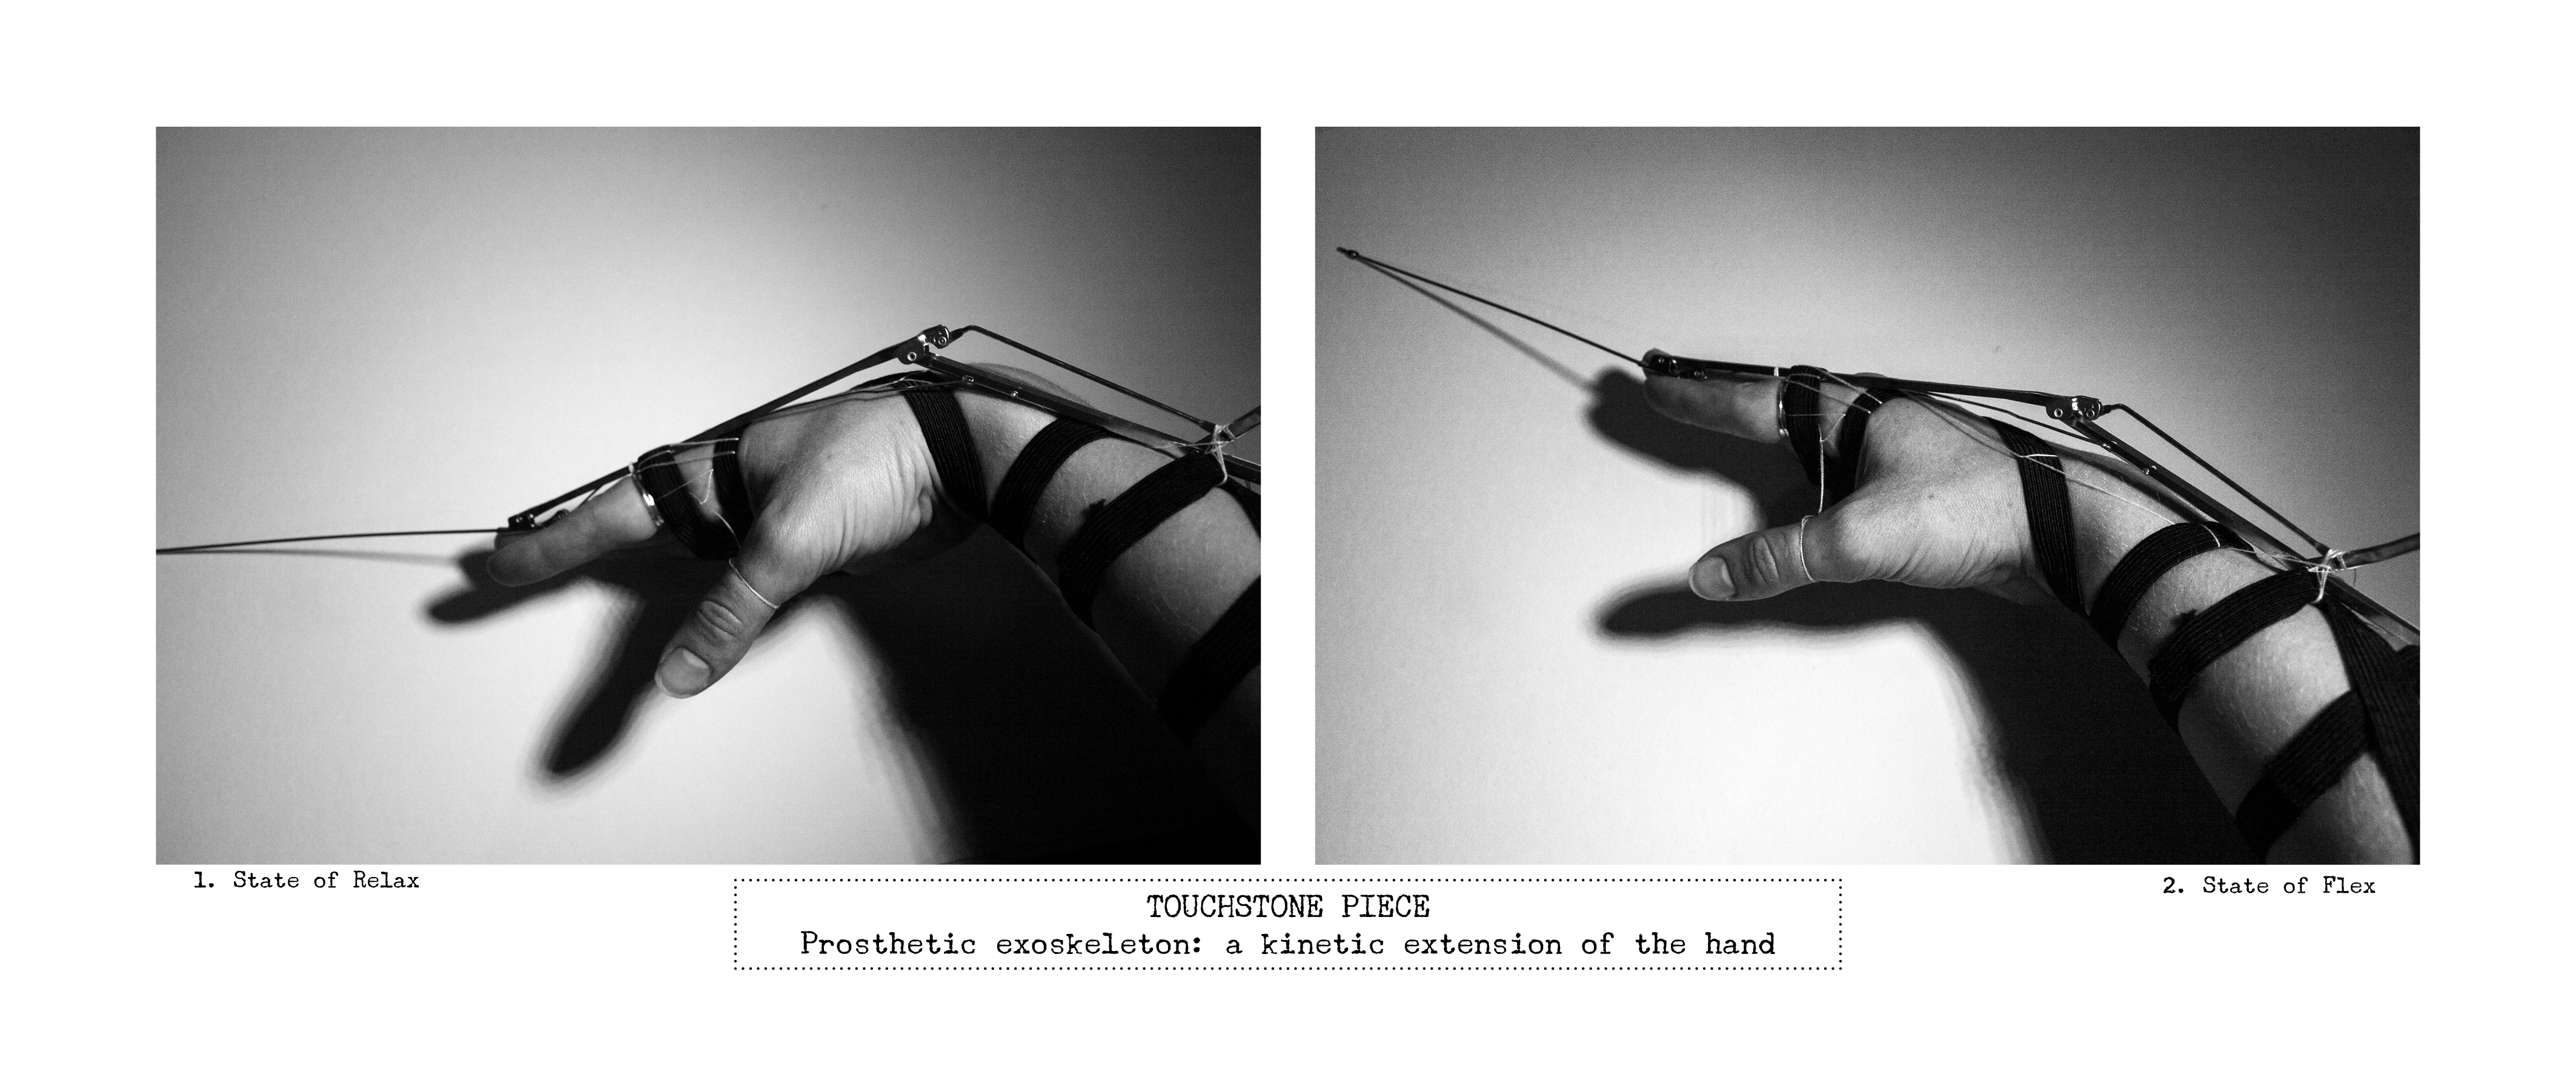 1. State of Relax
2. State of Flex
TOUCHSTONE PIECE
Prosthetic exoskeleton: a kinetic extension of the hand